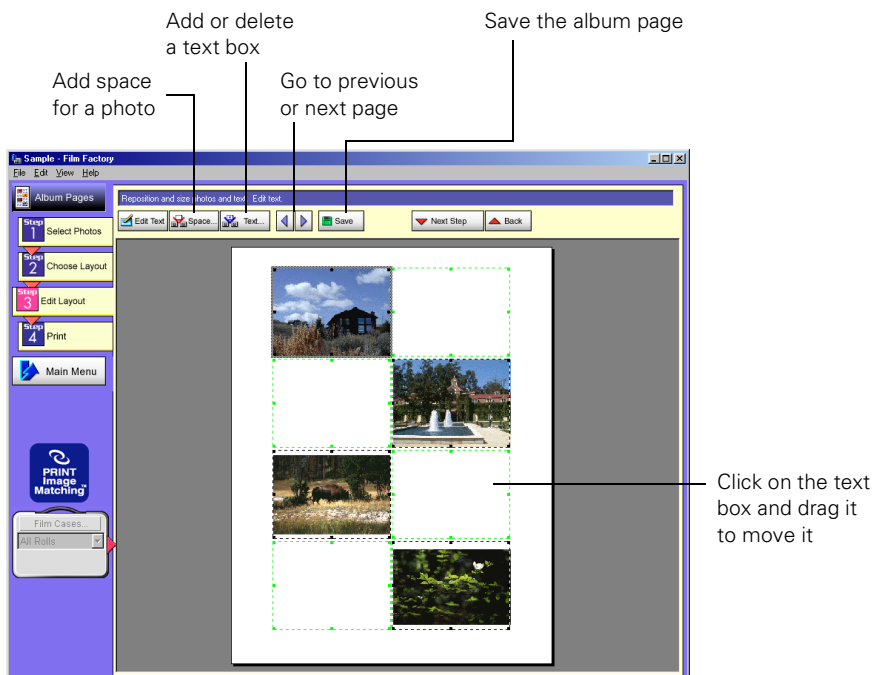 Add or delete
a text box
Save the album page
Add space
for a photo
Go to previous
or next page
Sample - Film Factory
File Edit View Help
Album Pages
Reposition and size photos and text. Edit text.
Edit Text Space... Text... Save Next Step Back
Step 1 Select Photos
Step 2 Choose Layout
Step 3 Edit Layout
Step 4 Print
Main Menu
PRINT
Image
Matching™
Film Cases...
All Rolls
Click on the text
box and drag it
to move it